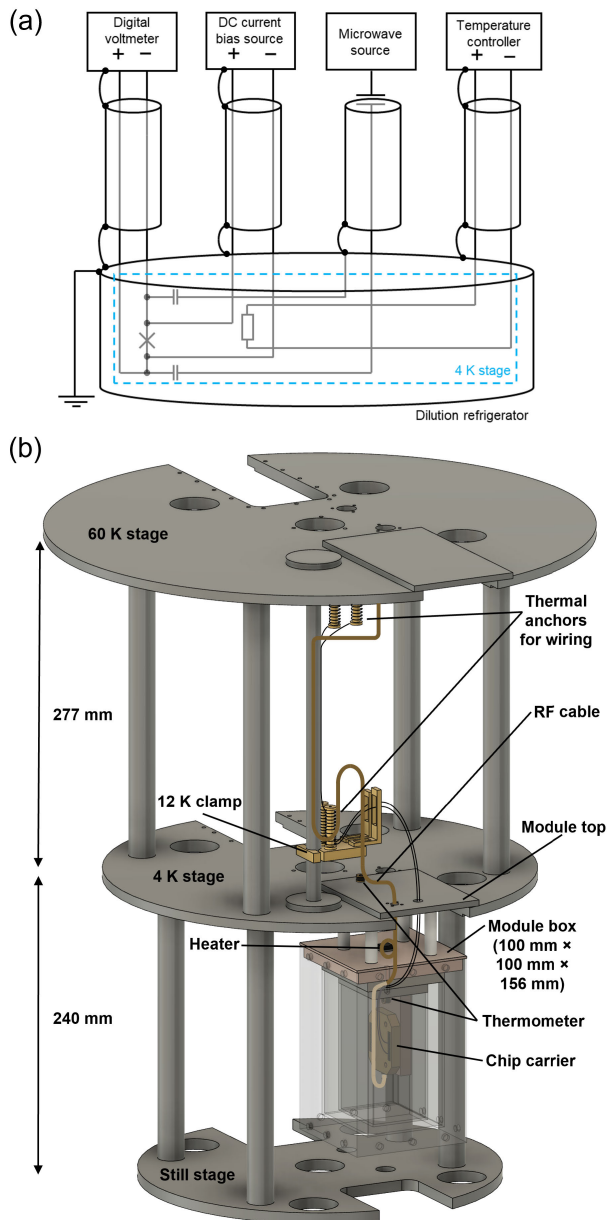 (a)
Digital
voltmeter
+ −
DC current
bias source
+ −
Microwave
source
Temperature
controller
+ −
4 K stage
Dilution refrigerator
(b)
60 K stage
Thermal
anchors
for wiring
277 mm
RF cable
12 K clamp
Module top
4 K stage
Heater
Module box
(100 mm ×
100 mm ×
156 mm)
240 mm
Thermometer
Chip carrier
Still stage